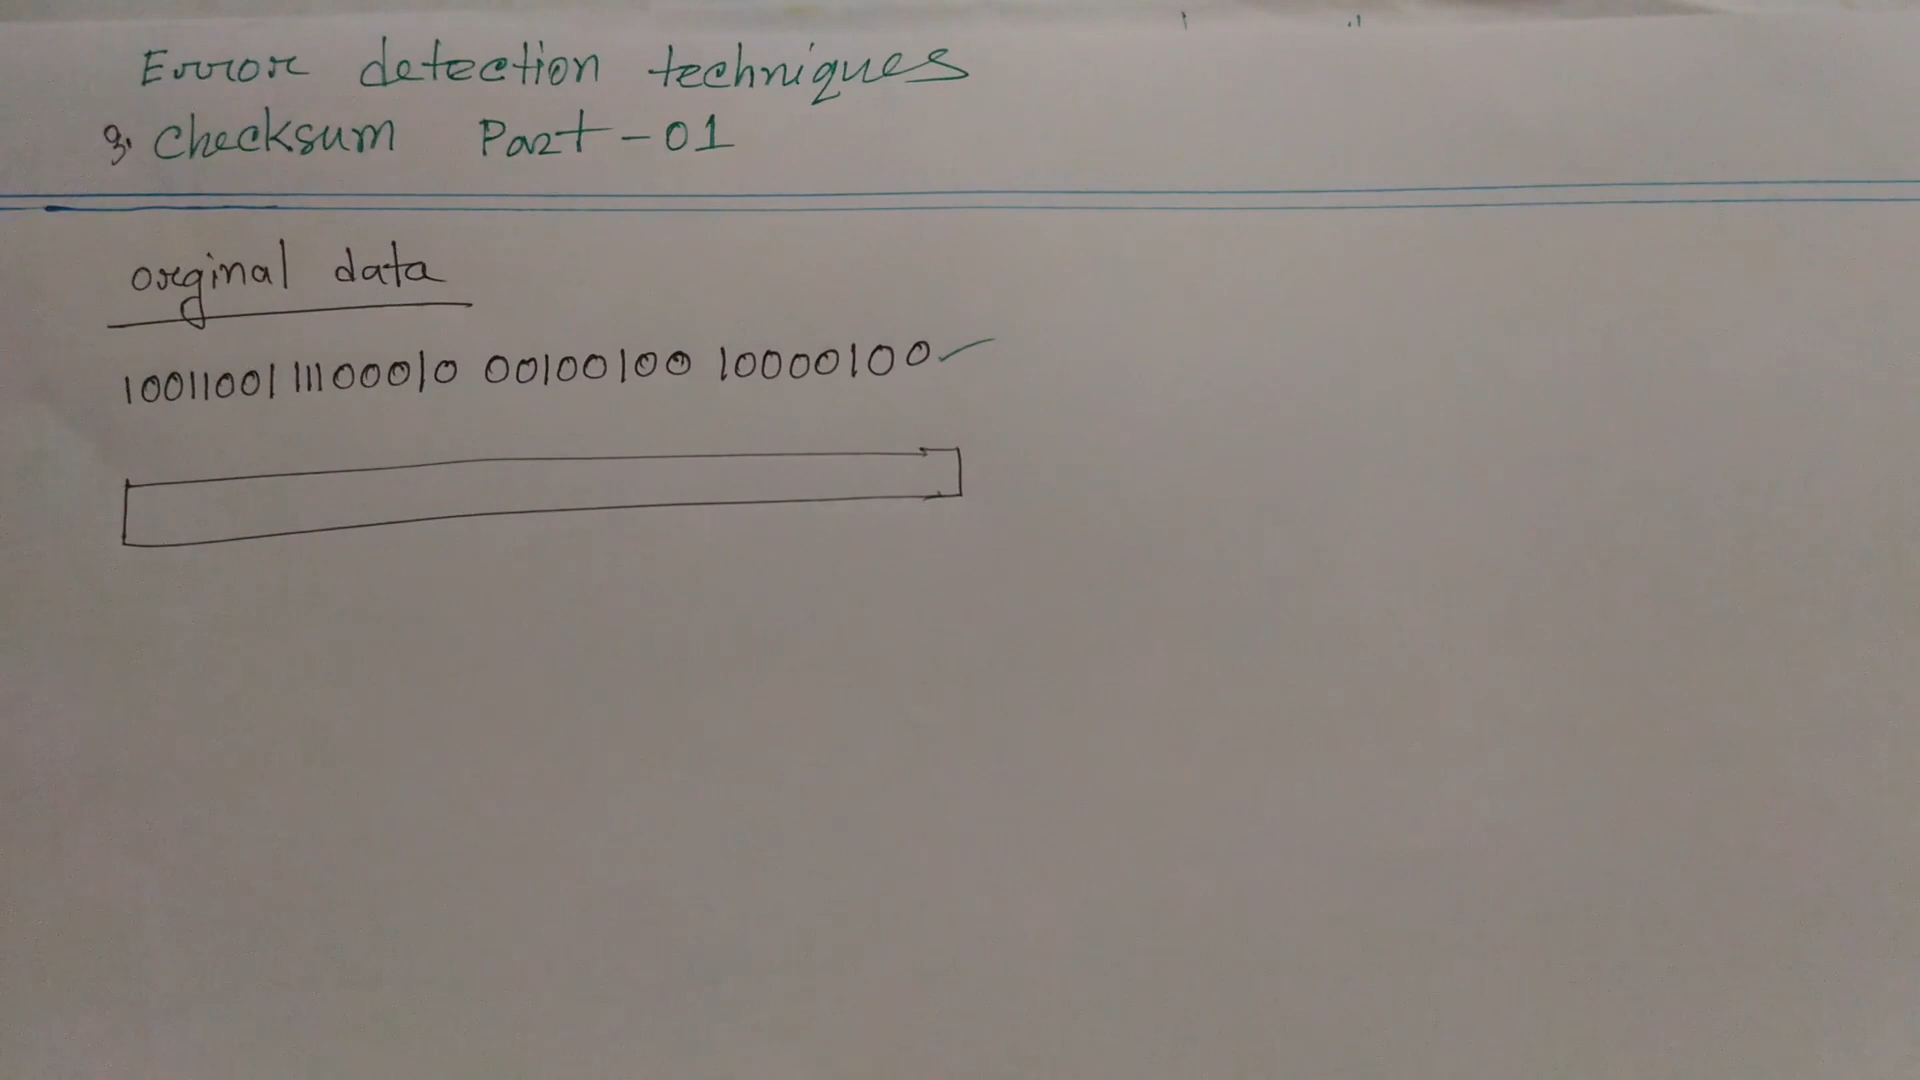 Error detection techniques
3. Checksum Part-01
orginal data
10011001 11100010 00100100 10000100